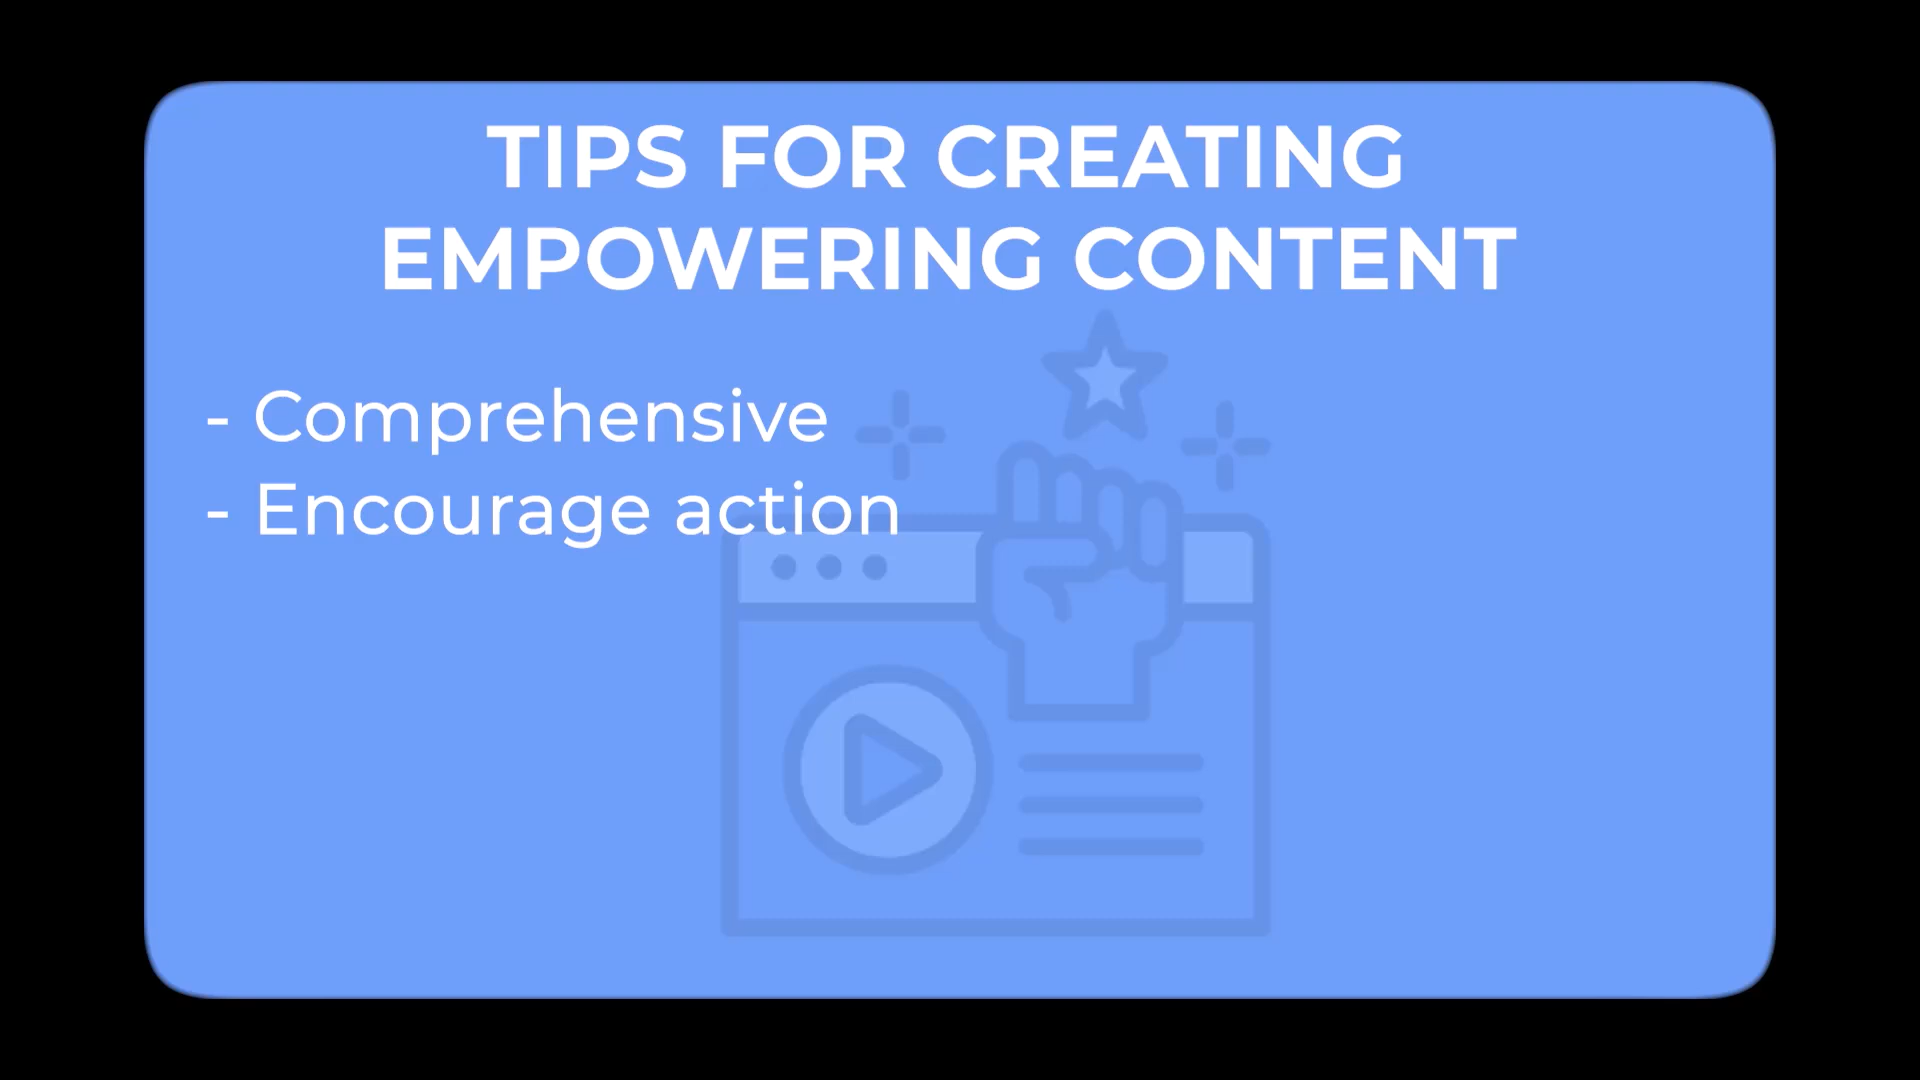 TIPS FOR CREATING
EMPOWERING CONTENT
- Comprehensive
- Encourage action